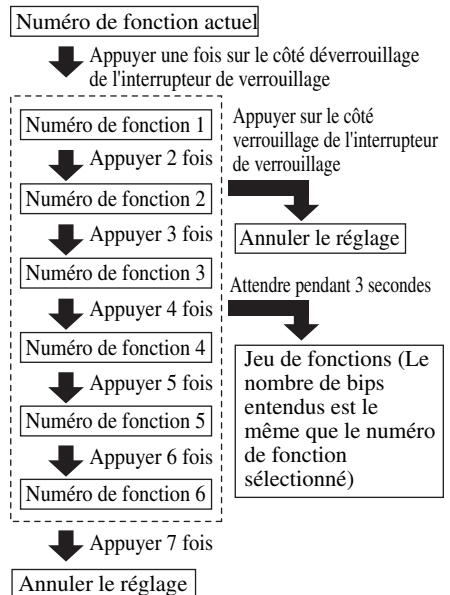 Numéro de fonction actuel
Appuyer une fois sur le côté déverrouillage
de l'interrupteur de verrouillage
Numéro de fonction 1
Appuyer 2 fois
Numéro de fonction 2
Appuyer 3 fois
Numéro de fonction 3
Appuyer 4 fois
Numéro de fonction 4
Appuyer 5 fois
Numéro de fonction 5
Appuyer 6 fois
Numéro de fonction 6
Appuyer 7 fois
Annuler le réglage
Appuyer sur le côté
verrouillage de l'interrupteur
de verrouillage
Annuler le réglage
Attendre pendant 3 secondes
Jeu de fonctions (Le
nombre de bips
entendus est le
même que le numéro
de fonction
sélectionné)